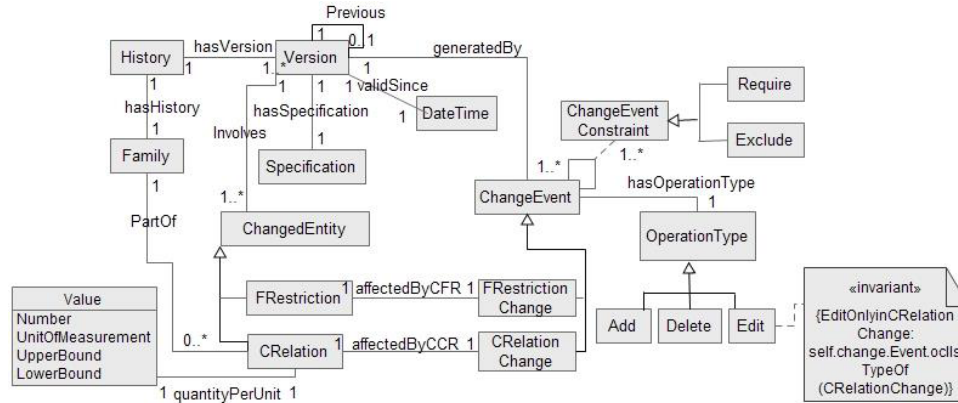 Previous
1
0..1
History
hasVersion
1
1..*
Version
generatedBy
1
1
1
1
validSince
1
DateTime
hasHistory
1
Family
1
hasSpecification
1
Specification
Involves
1..*
ChangeEvent
Constraint
Require
Exclude
1..*
1..*
ChangeEvent
hasOperationType
1
OperationType
PartOf
ChangedEntity
FRestriction
1
affectedByCFR
1
FRestriction
Change
Add
Delete
Edit
«invariant»
{EditOnlyinCRelation
Change:
self.change.Event.oclIs
TypeOf
(CRelationChange)}
Value
Number
UnitOfMeasurement
UpperBound
LowerBound
0..*
CRelation
1
affectedByCCR
1
CRelation
Change
1
quantityPerUnit
1